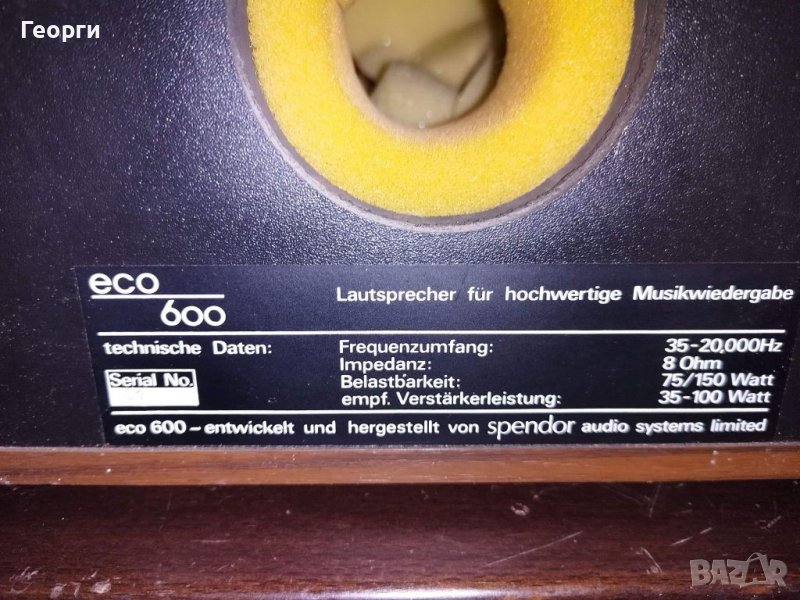 Георги
eco
600
Lautsprecher für hochwertige Musikwiedergabe
technische Daten:
Frequenzumfang: 35-20,000Hz
Impedanz: 8 Ohm
Serial No.
Belastbarkeit: 75/150 Watt
empf. Verstärkerleistung: 35-100 Watt
eco 600 – entwickelt und hergestellt von spendor audio systems limited
BAZAR